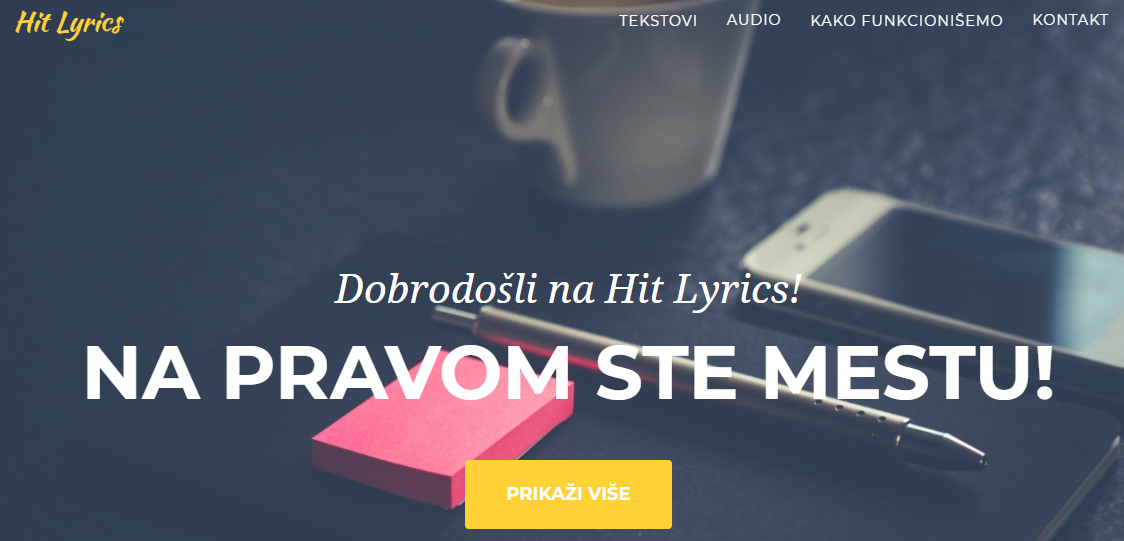 Hit Lyrics
TEKSTOVI AUDIO KAKO FUNKCIONIŠEMO KONTAKT
Dobrodošli na Hit Lyrics!
NA PRAVOM STE MESTU!
PRIKAŽI VIŠE